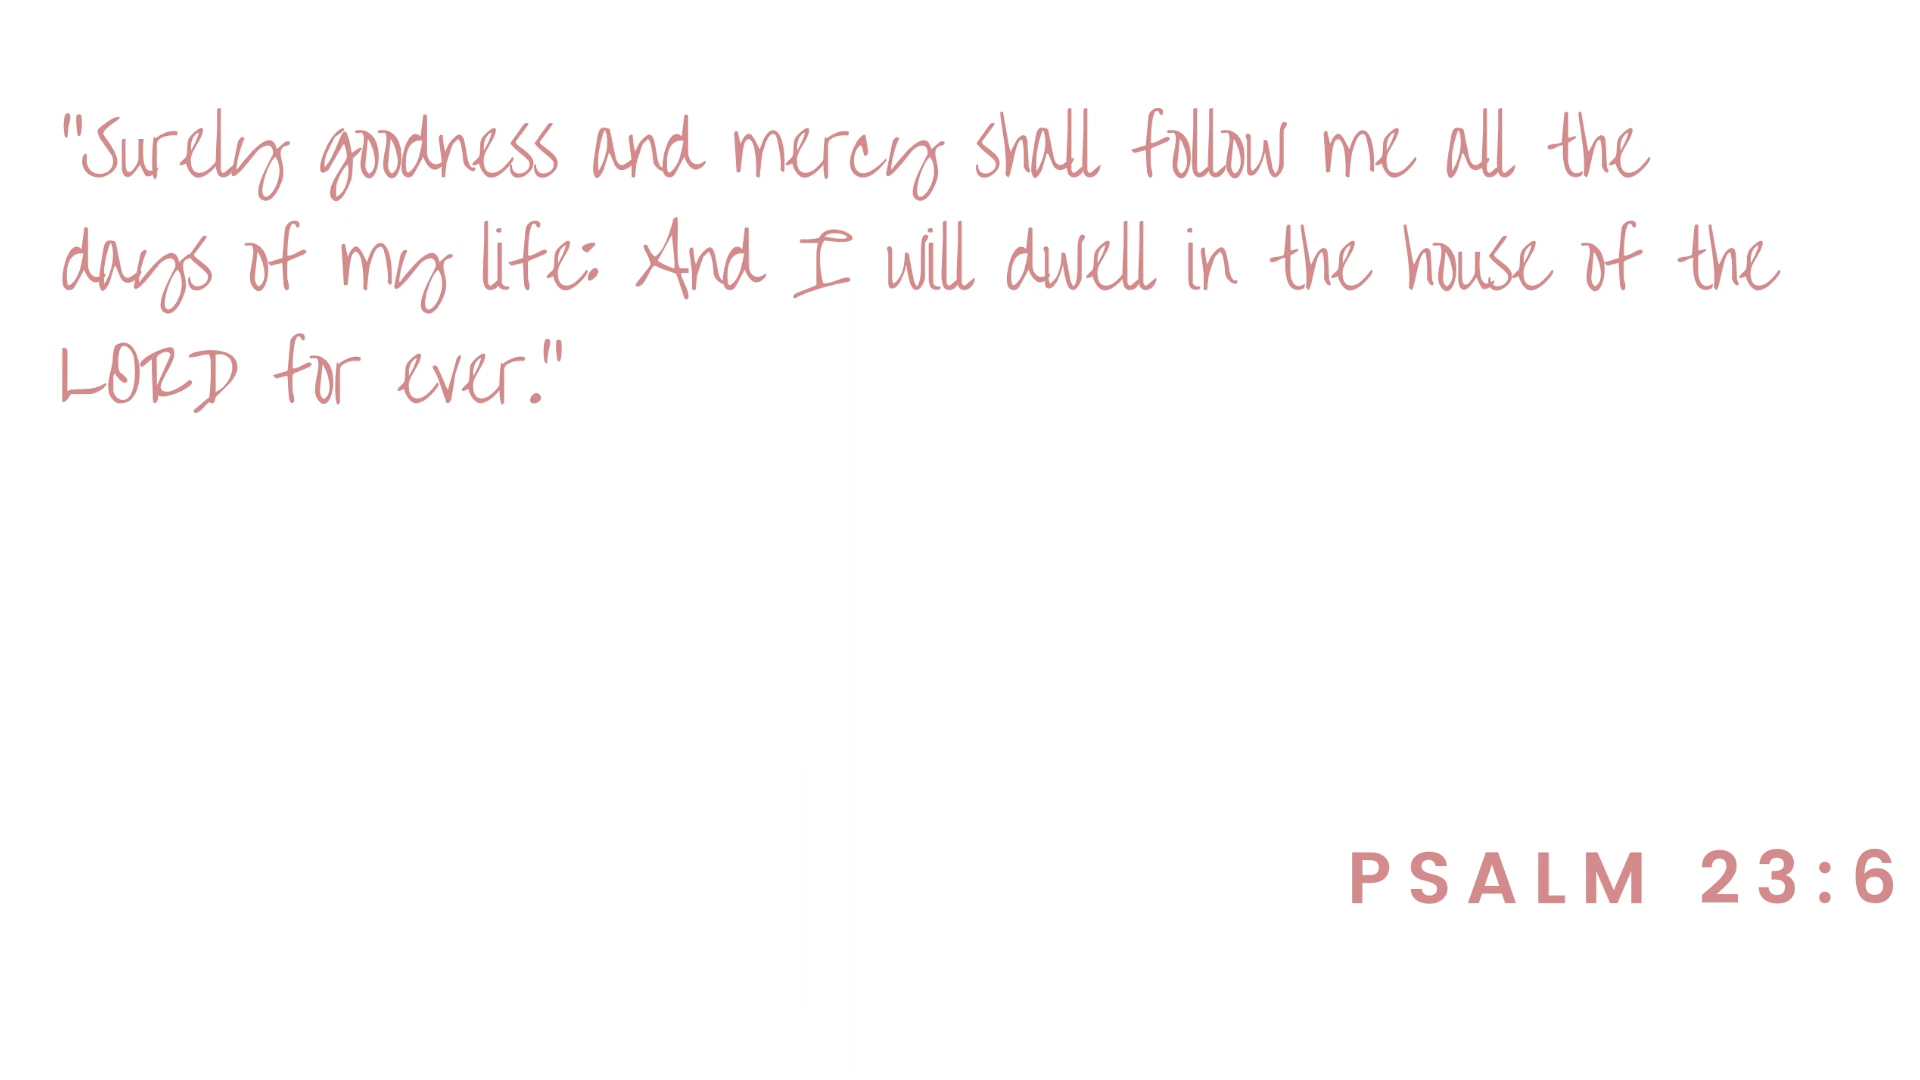 "Surely goodness and mercy shall follow me all the
days of my life: And I will dwell in the house of the
LORD for ever."
PSALM 23:6